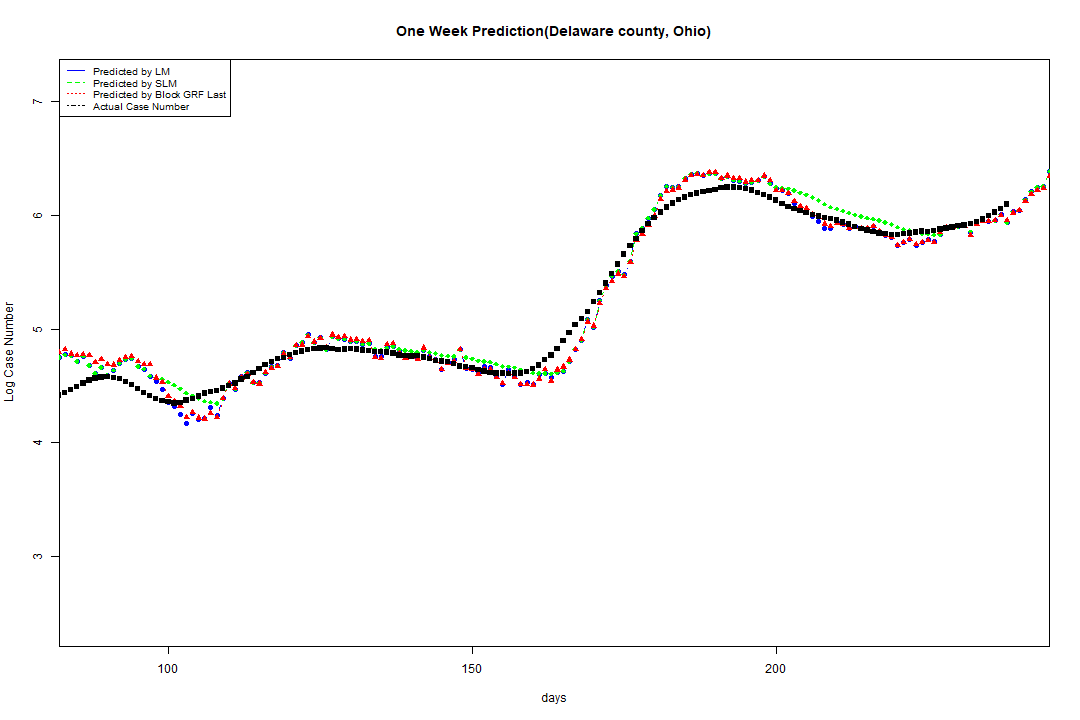 One Week Prediction(Delaware county, Ohio)
Predicted by LM
Predicted by SLM
Predicted by Block GRF Last
Actual Case Number
7
6
5
4
3
Log Case Number
100 150 200
days